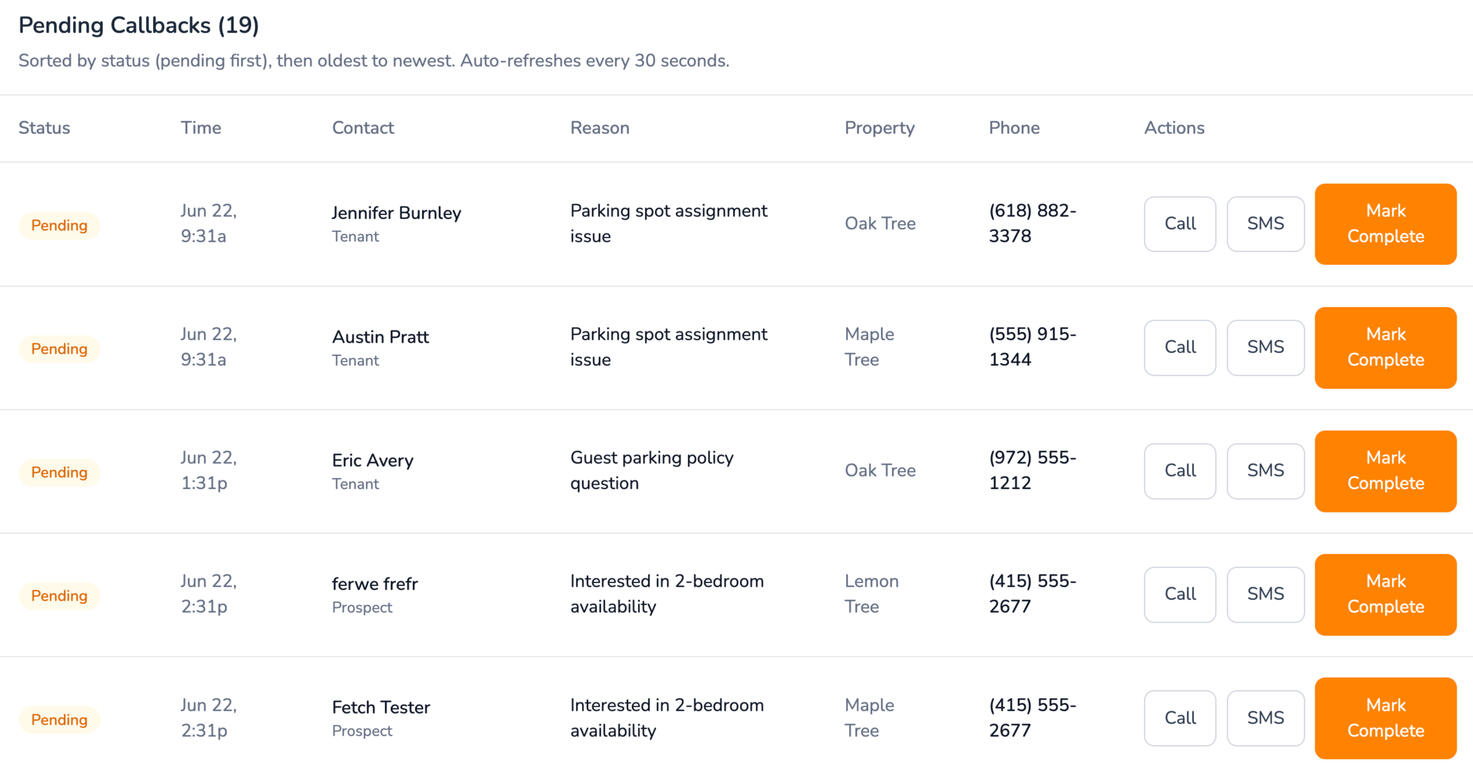 Pending Callbacks (19)
Sorted by status (pending first), then oldest to newest. Auto-refreshes every 30 seconds.
Status Time Contact Reason Property Phone Actions
Pending
Jun 22,
9:31a
Jennifer Burnley
Tenant
Parking spot assignment
issue
Oak Tree
(618) 882-
3378
Call
SMS
Mark
Complete
Pending
Jun 22,
9:31a
Austin Pratt
Tenant
Parking spot assignment
issue
Maple
Tree
(555) 915-
1344
Call
SMS
Mark
Complete
Pending
Jun 22,
1:31p
Eric Avery
Tenant
Guest parking policy
question
Oak Tree
(972) 555-
1212
Call
SMS
Mark
Complete
Pending
Jun 22,
2:31p
ferwe frefr
Prospect
Interested in 2-bedroom
availability
Lemon
Tree
(415) 555-
2677
Call
SMS
Mark
Complete
Pending
Jun 22,
2:31p
Fetch Tester
Prospect
Interested in 2-bedroom
availability
Maple
Tree
(415) 555-
2677
Call
SMS
Mark
Complete